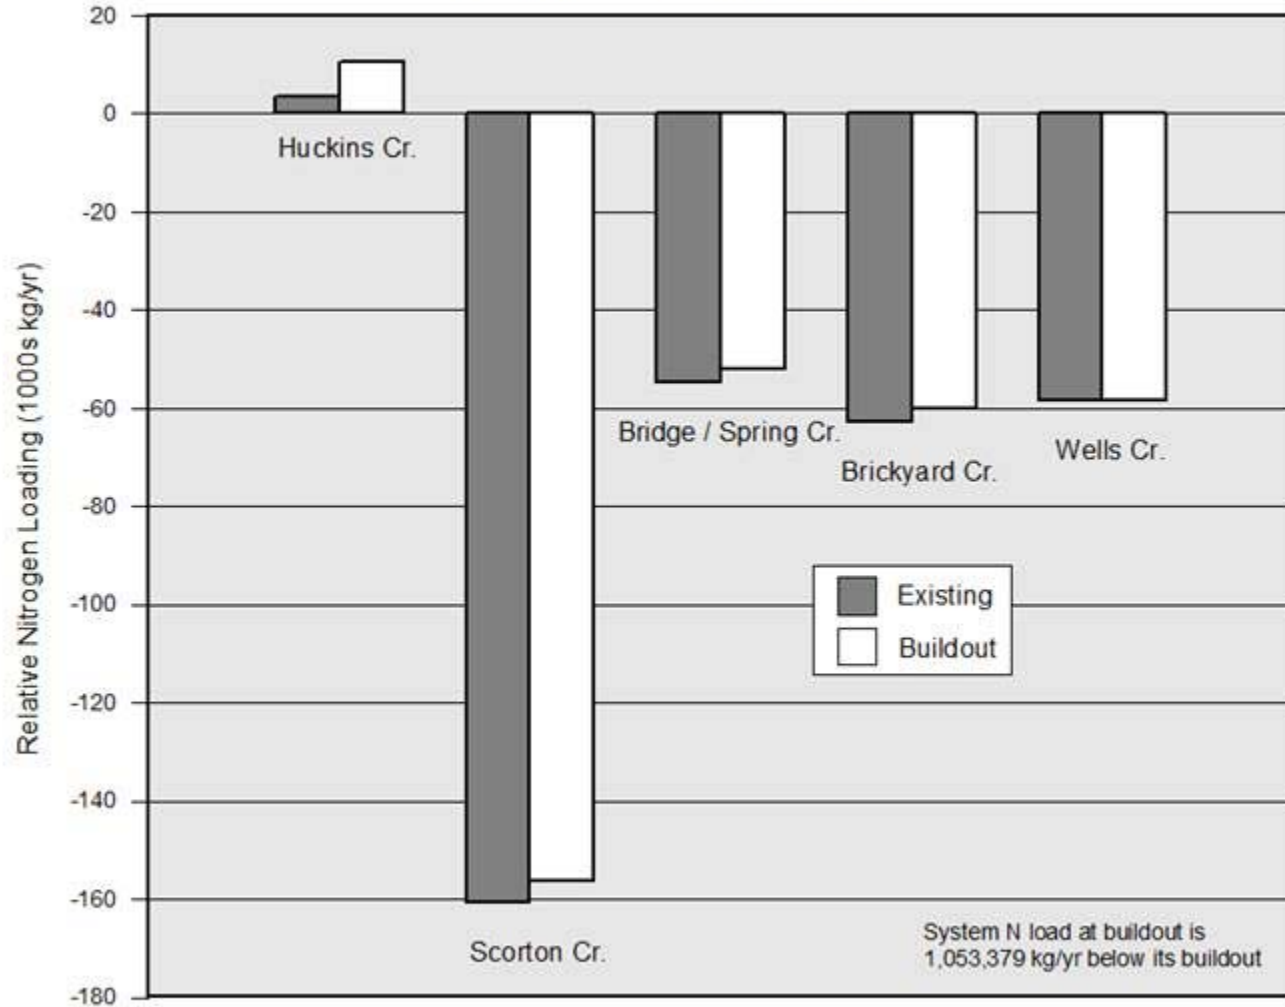 Relative Nitrogen Loading (1000s kg/yr)
20
0
-20
-40
-60
-80
-100
-120
-140
-160
-180
Huckins Cr.
Bridge / Spring Cr.
Wells Cr.
Brickyard Cr.
Existing
Buildout
Scorton Cr.
System N load at buildout is
1,053,379 kg/yr below its buildout